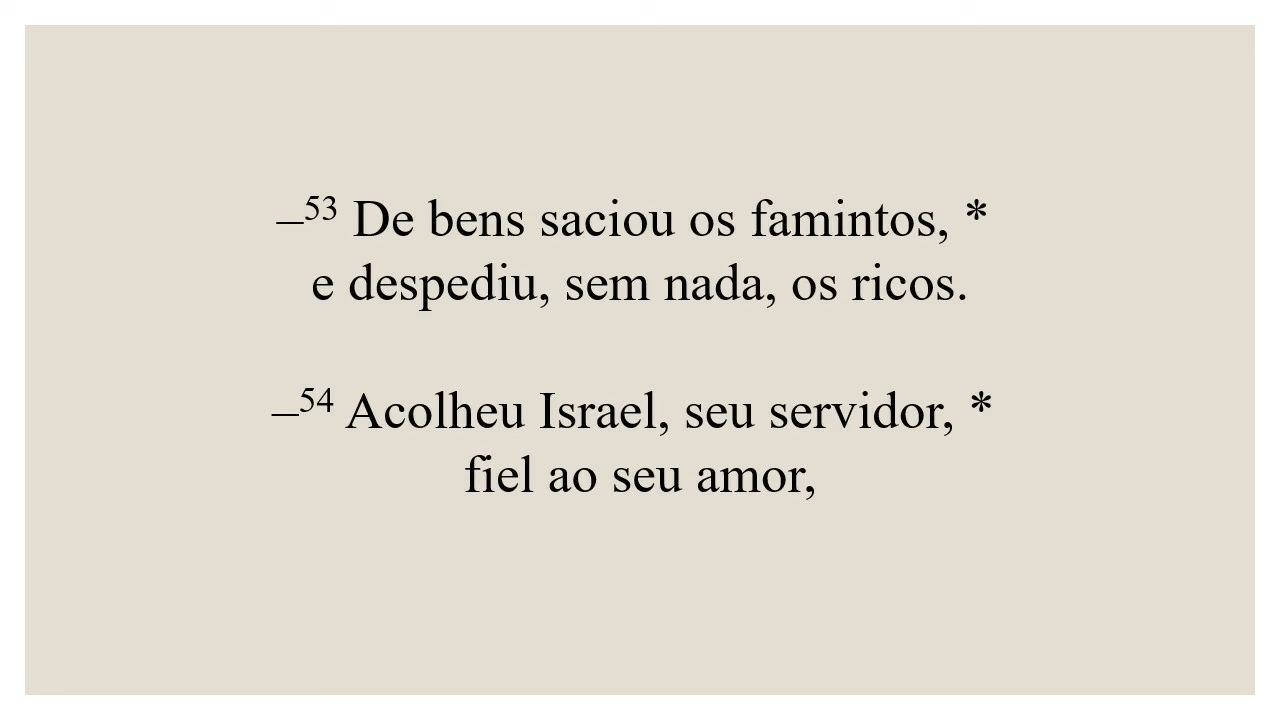 –53 De bens saciou os famintos, *
e despediu, sem nada, os ricos.
–54 Acolheu Israel, seu servidor, *
fiel ao seu amor,